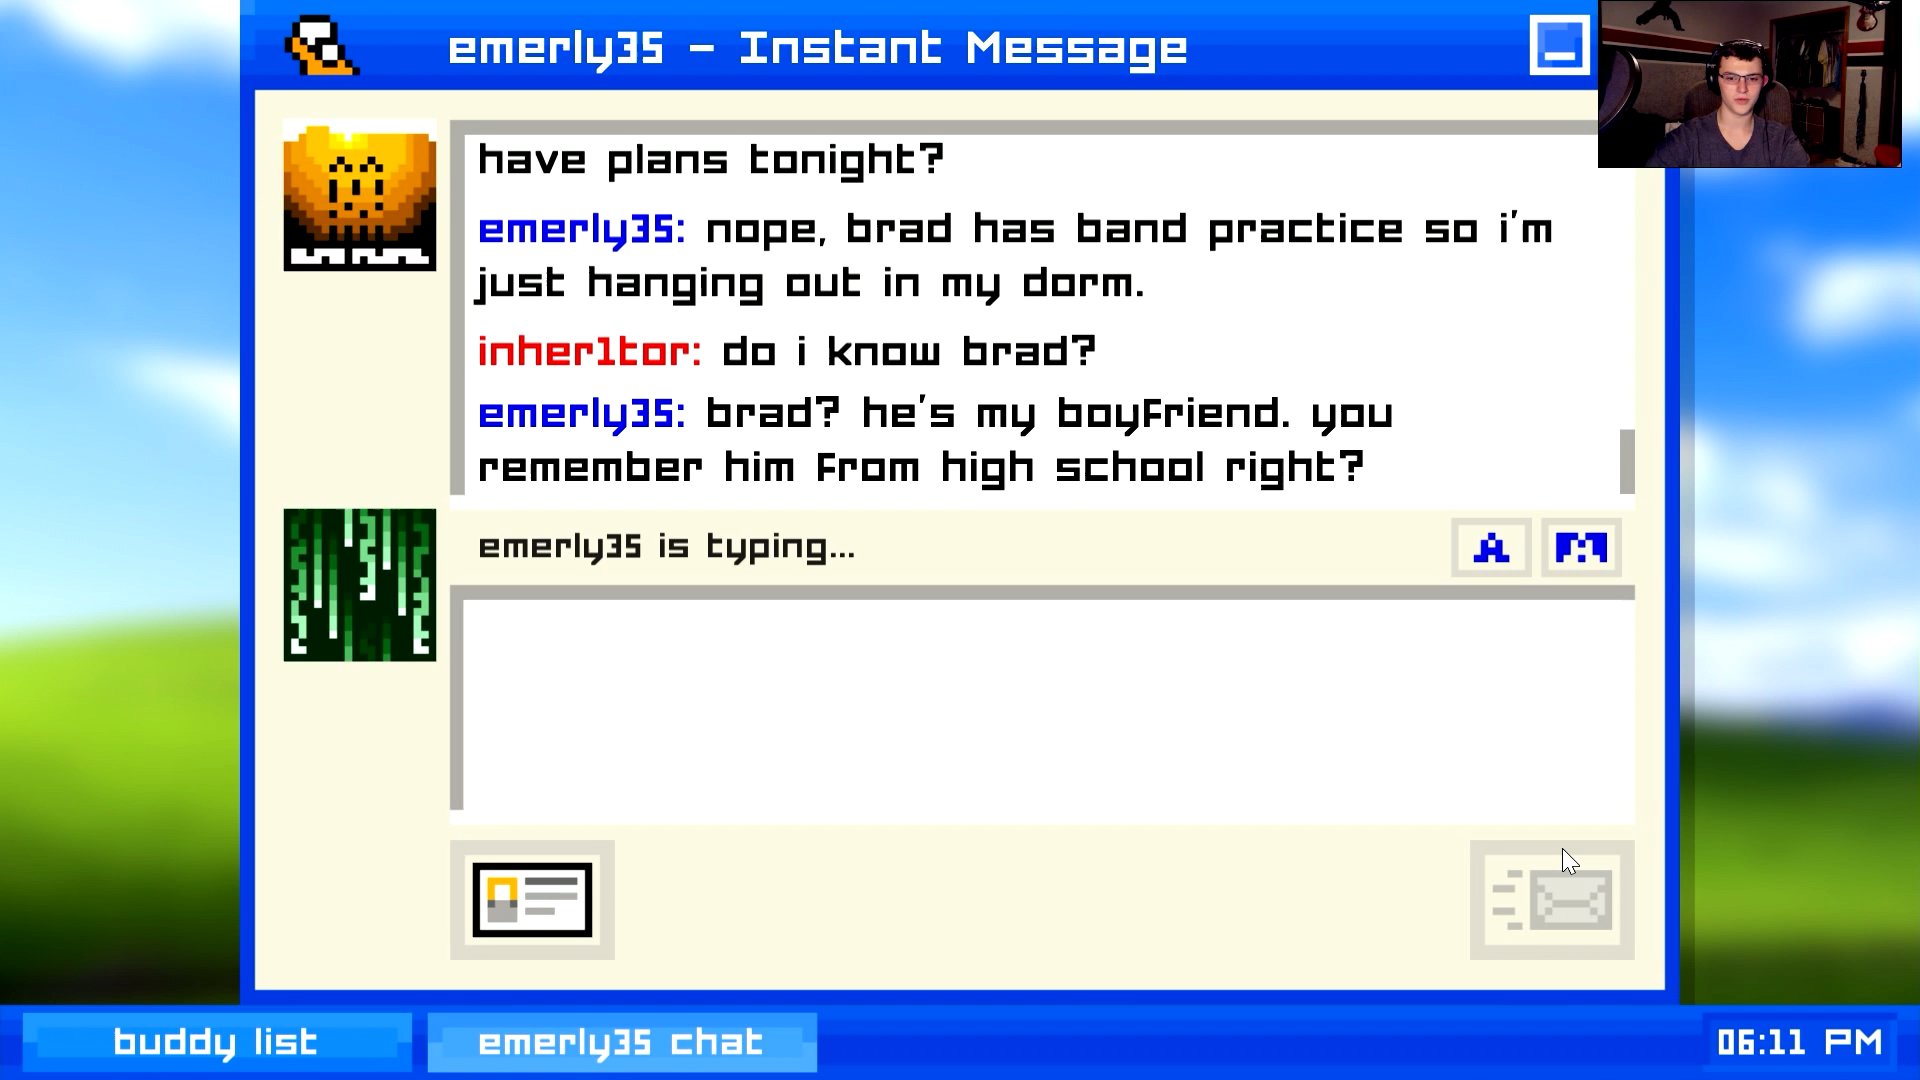 emerly35 – Instant Message
have plans tonight?
emerly35: nope, brad has band practice so i'm
just hanging out in my dorm.
inher1tor: do i know brad?
emerly35: brad? he's my boyfriend. you
remember him from high school right?
emerly35 is typing...
A
buddy list
emerly35 chat
06:11 PM